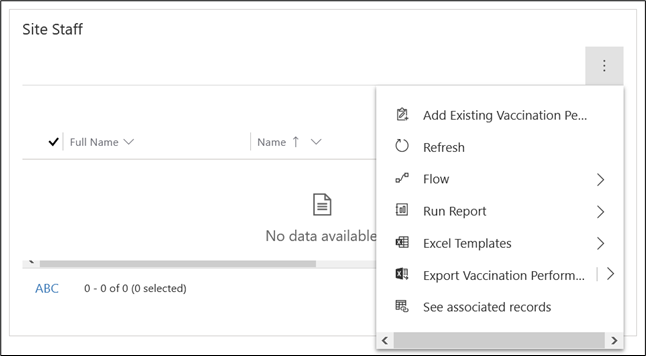 Site Staff
Add Existing Vaccination Pe...
Full Name
Name
Refresh
Flow
Run Report
No data available
Excel Templates
Export Vaccination Perform...
ABC
0 - 0 of 0 (0 selected)
See associated records